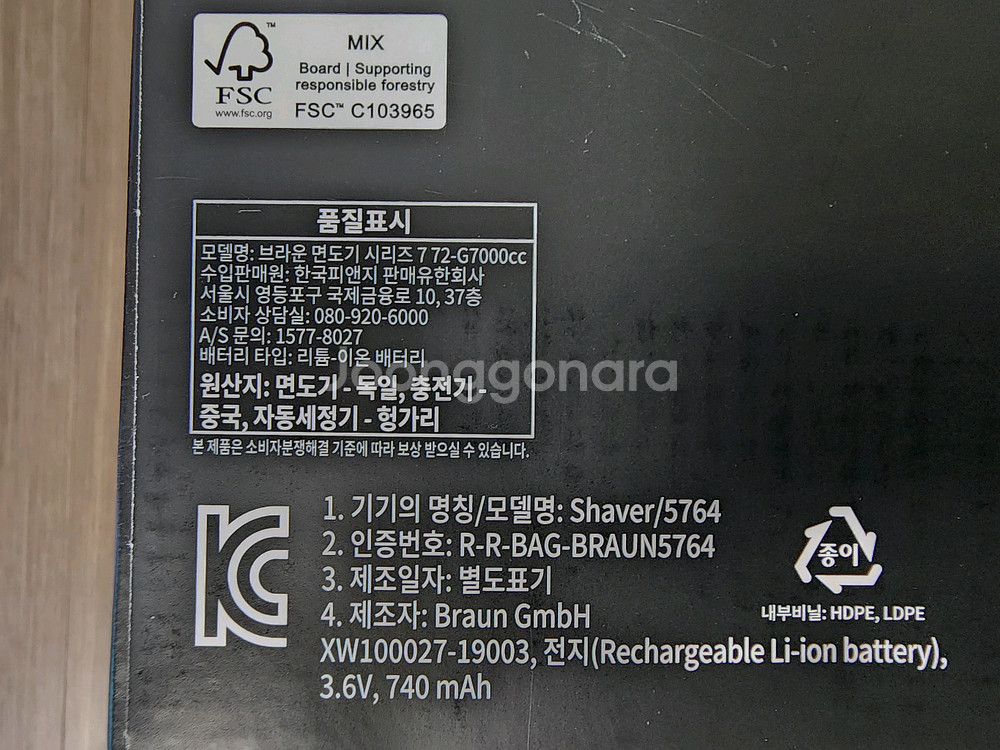 MIX
Board | Supporting
responsible forestry
FSC™ C103965
FSC
www.fsc.org
품질표시
모델명: 브라운 면도기 시리즈 7 72-G7000cc
수입판매원: 한국피앤지 판매유한회사
서울시 영등포구 국제금융로 10, 37층
소비자 상담실: 080-920-6000
A/S 문의: 1577-8027
배터리 타입: 리튬-이온 배터리
원산지: 면도기 - 독일, 충전기 -
중국, 자동세정기 - 헝가리
본 제품은 소비자분쟁해결 기준에 따라 보상 받으실 수 있습니다.
Joonggonara
1. 기기의 명칭/모델명: Shaver/5764
2. 인증번호: R-R-BAG-BRAUN5764
3. 제조일자: 별도표기
4. 제조자: Braun GmbH
XW100027-19003, 전지(Rechargeable Li-ion battery),
3.6V, 740 mAh
종이
내부비닐: HDPE, LDPE